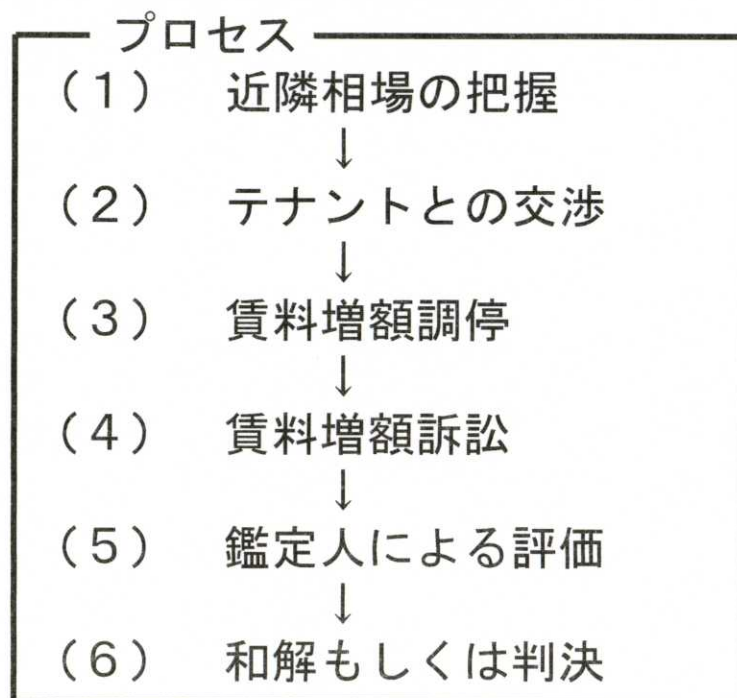 プロセス
(1) 近隣相場の把握
↓
(2) テナントとの交渉
↓
(3) 賃料増額調停
↓
(4) 賃料増額訴訟
↓
(5) 鑑定人による評価
↓
(6) 和解もしくは判決